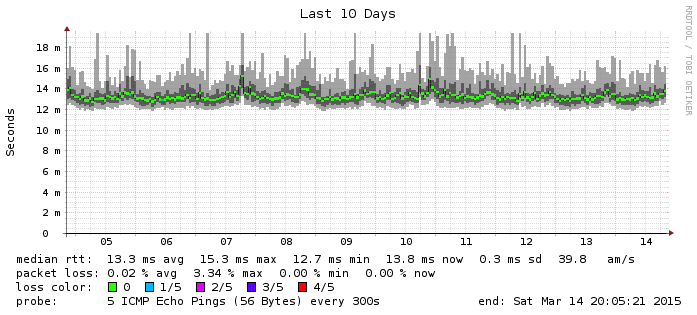 Last 10 Days
RRDTOOL / TOBI OETIKER
Seconds
18 m
16 m
14 m
12 m
10 m
8 m
6 m
4 m
2 m
0
05 06 07 08 09 10 11 12 13 14
median rtt: 13.3 ms avg 15.3 ms max 12.7 ms min 13.8 ms now 0.3 ms sd 39.8 am/s
packet loss: 0.02 % avg 3.34 % max 0.00 % min 0.00 % now
loss color: 0 1/5 2/5 3/5 4/5
probe: 5 ICMP Echo Pings (56 Bytes) every 300s end: Sat Mar 14 20:05:21 2015